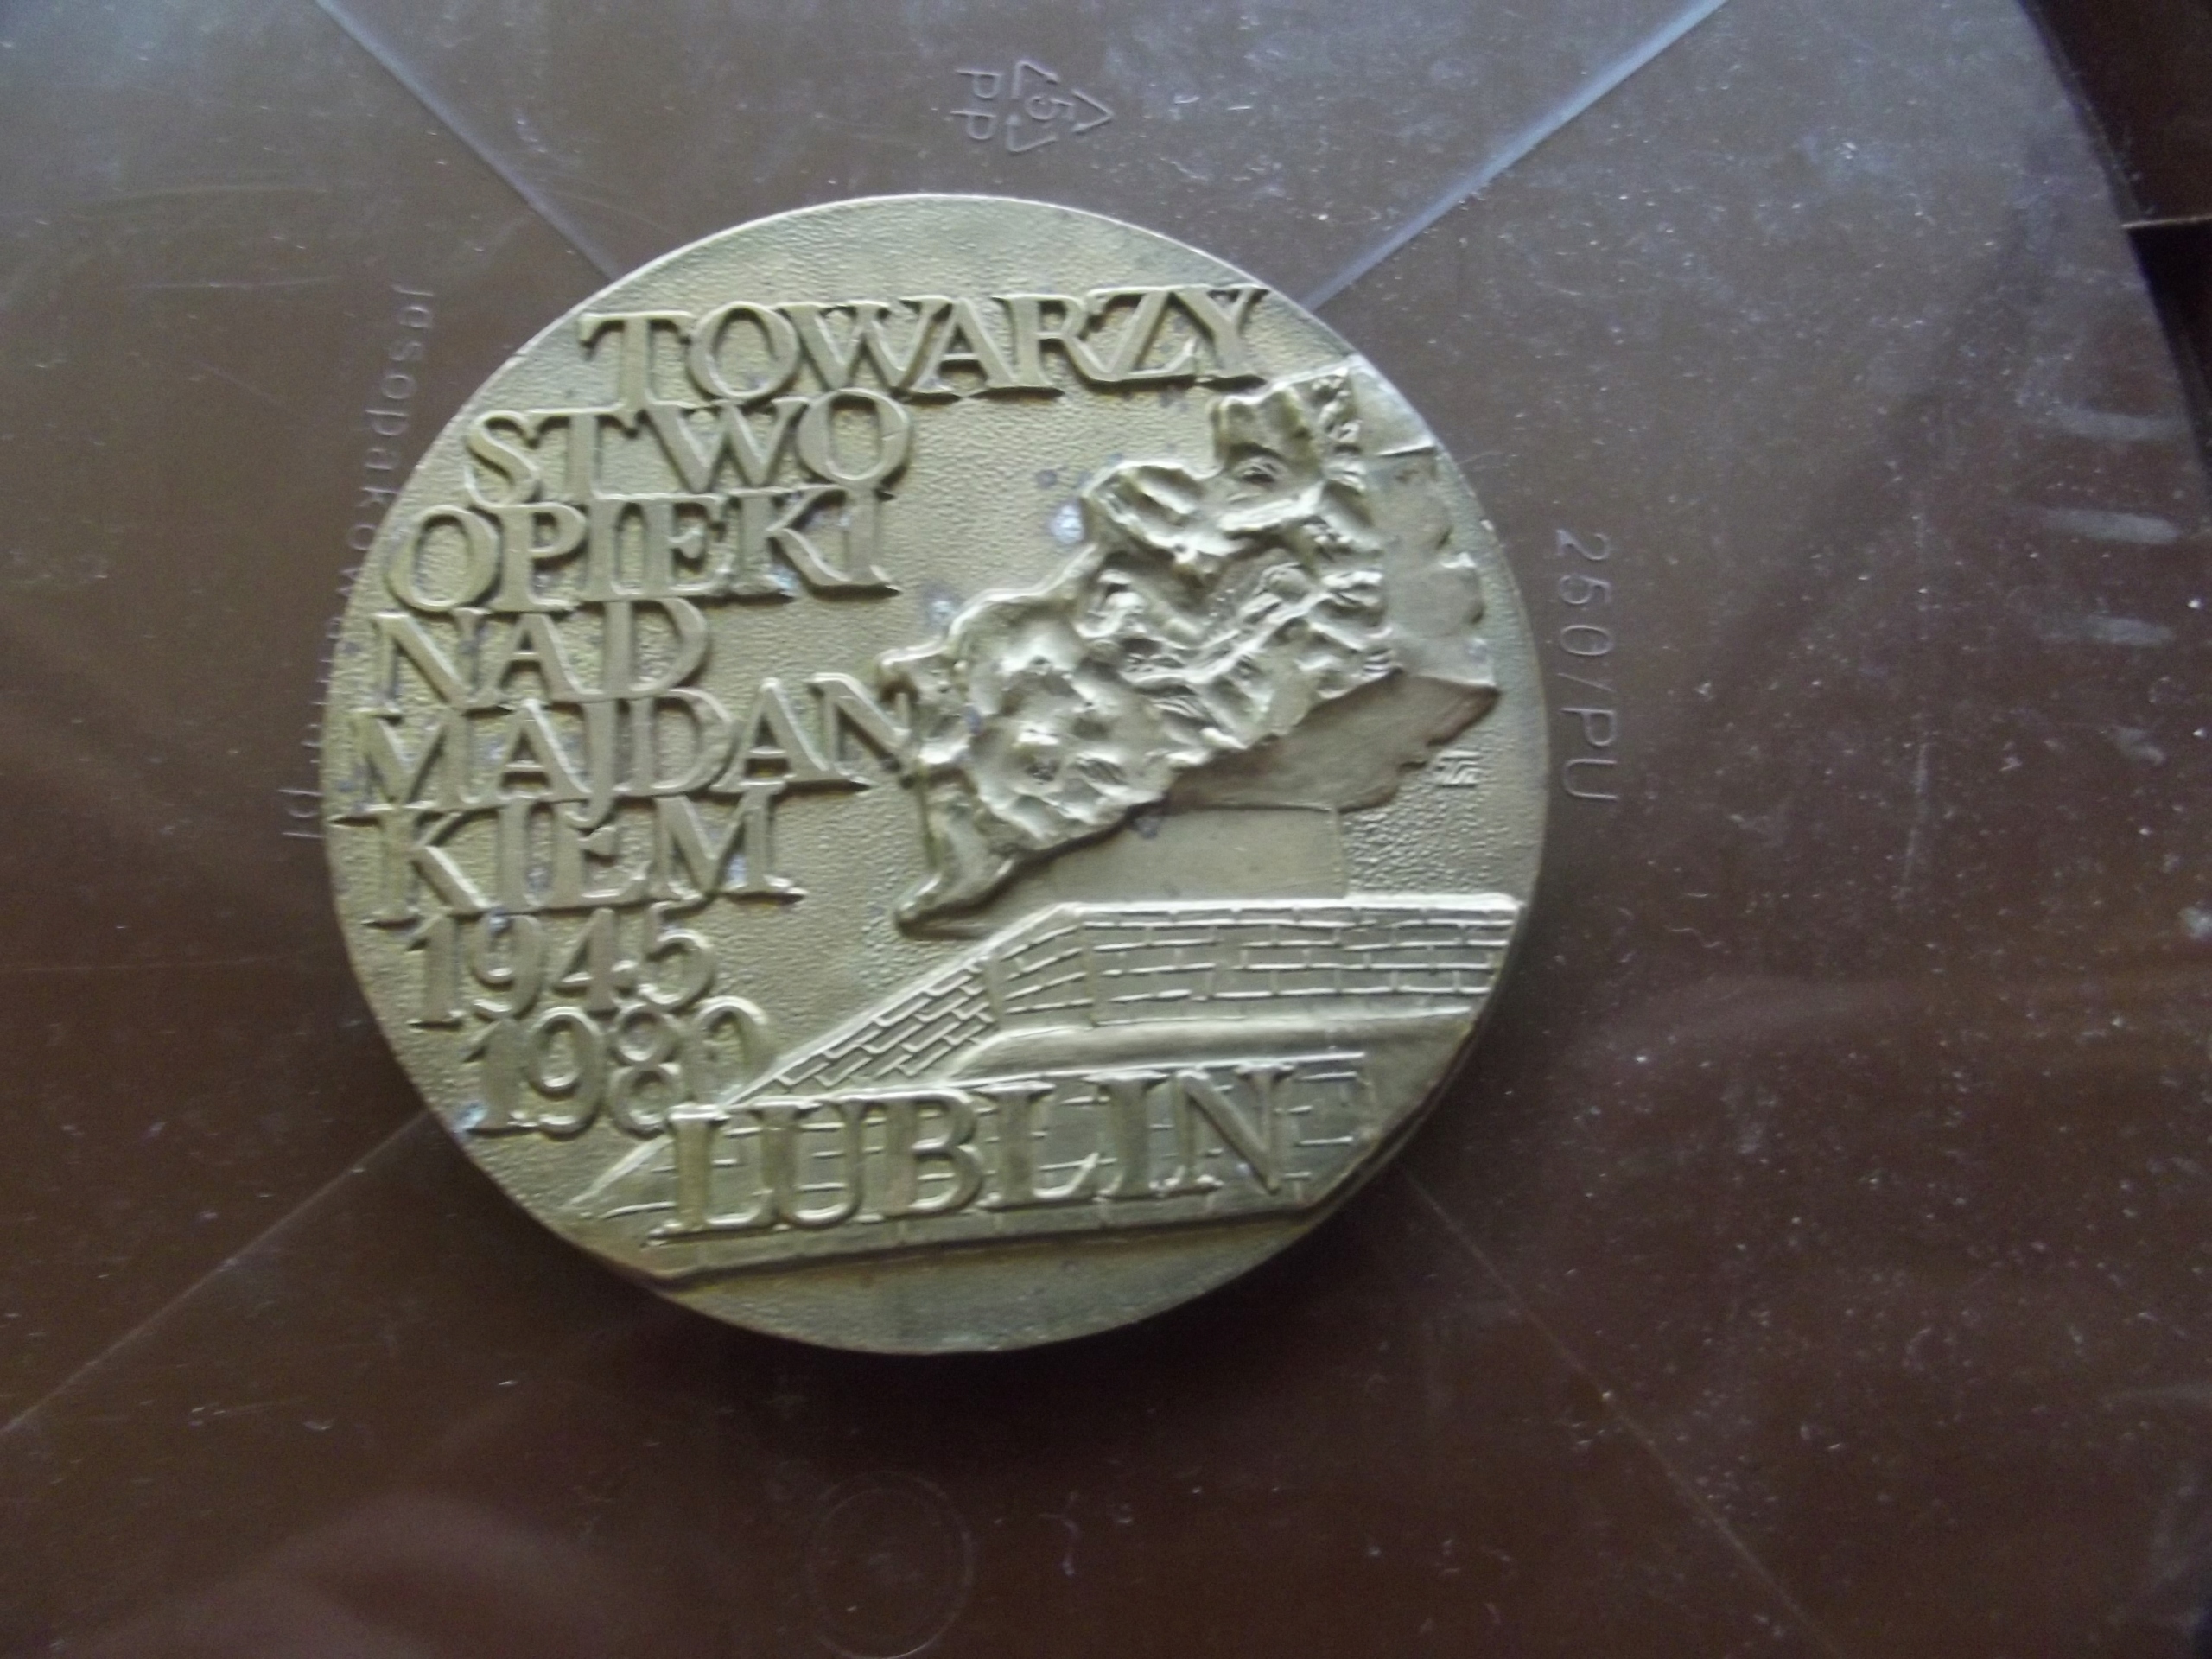 TOWARZY
STWO
OPIEKI
NAD
MAJDAN
KIEM
1945
1980
LUBLIN
5
PP
250/PU